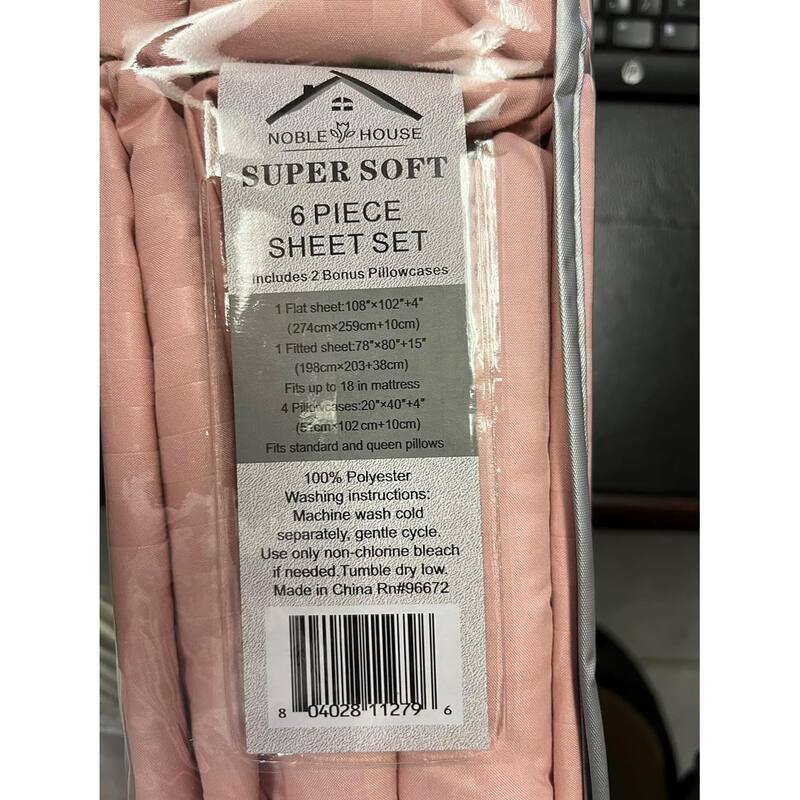 NOBLE HOUSE
SUPER SOFT
6 PIECE
SHEET SET
Includes 2 Bonus Pillowcases
1 Flat sheet:108"×102"+4"
(274cm×259cm+10cm)
1 Fitted sheet:78"×80"+15"
(198cm×203+38cm)
Fits up to 18 in mattress
4 Pillowcases:20"×40"+4"
(51cm×102cm+10cm)
Fits standard and queen pillows
100% Polyester
Washing instructions:
Machine wash cold
separately, gentle cycle.
Use only non-chlorine bleach
if needed.Tumble dry low.
Made in China Rn#96672
8 04028 11279 6
hp